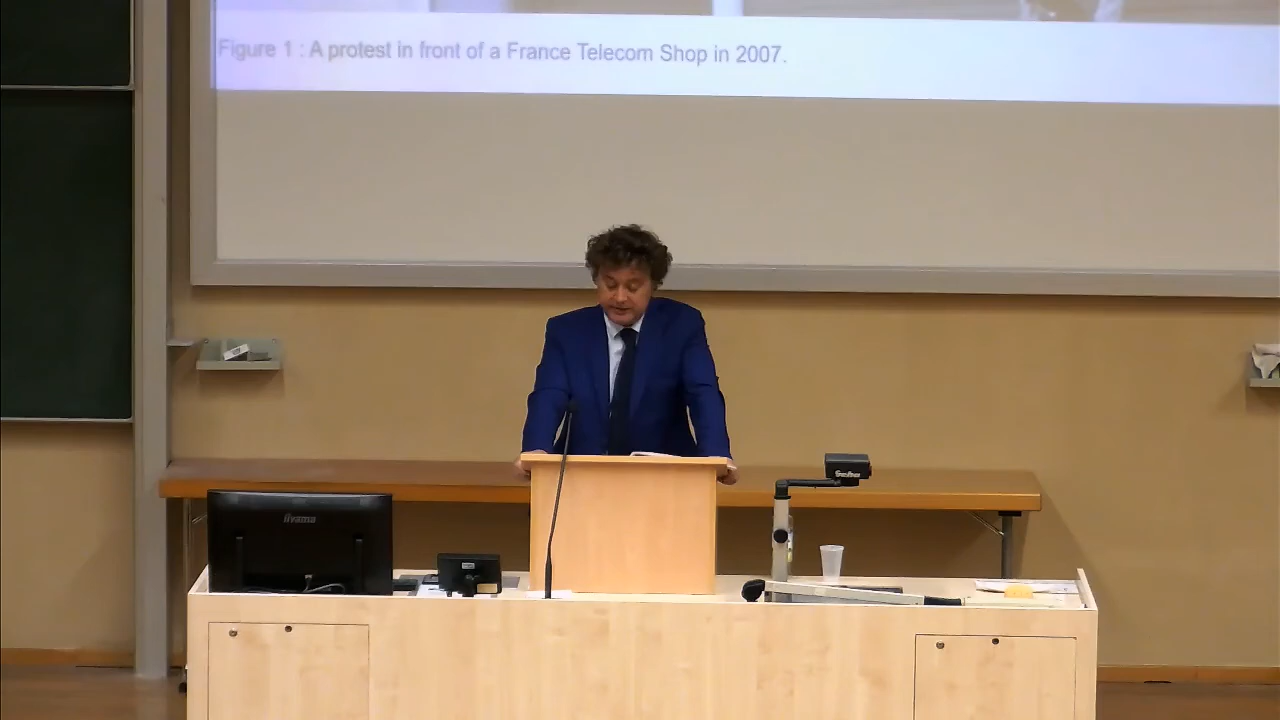 Figure 1 : A protest in front of a France Telecom Shop in 2007.
iiyama